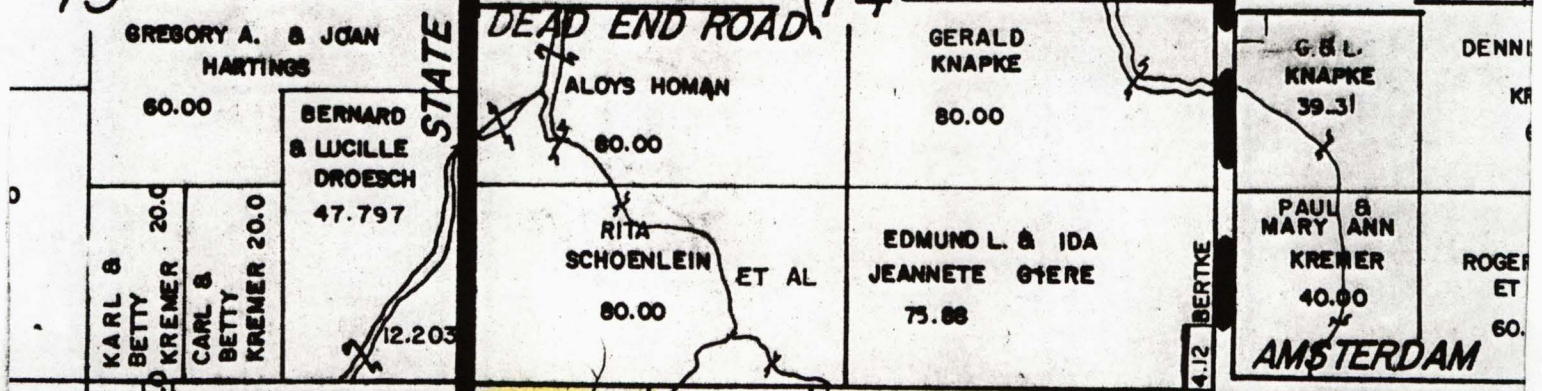 GREGORY A. & JOAN
HARTINGS
60.00
BERNARD
& LUCILLE
DROESCH
47.797
STATE
KARL &
BETTY
KREMER 20.0
CARL &
BETTY
KREMER 20.0
12.203
DEAD END ROAD
14
ALOYS HOMAN
80.00
RITA
SCHOENLEIN
ET AL
80.00
GERALD
KNAPKE
80.00
EDMUND L. & IDA
JEANNETE GIERE
75.88
BERTKE
4.12
G. & L.
KNAPKE
39.31
PAUL &
MARY ANN
KREMER
40.00
AMSTERDAM
ET
60.